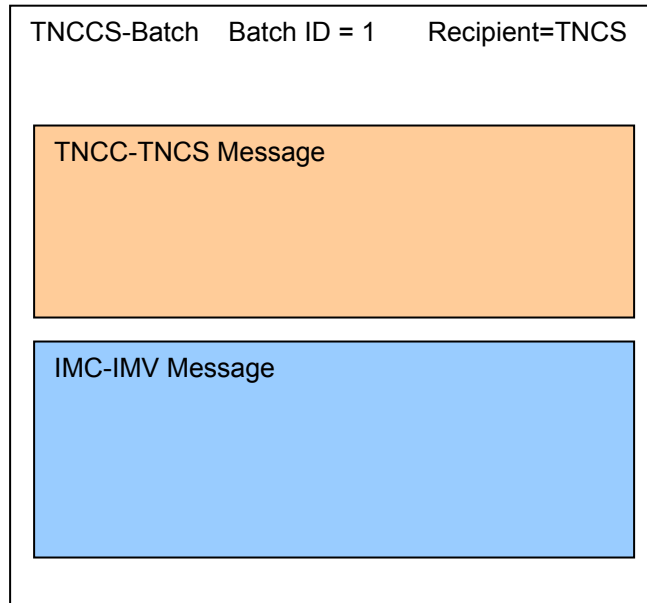 TNCCS-Batch Batch ID = 1 Recipient=TNCS
TNCC-TNCS Message
IMC-IMV Message